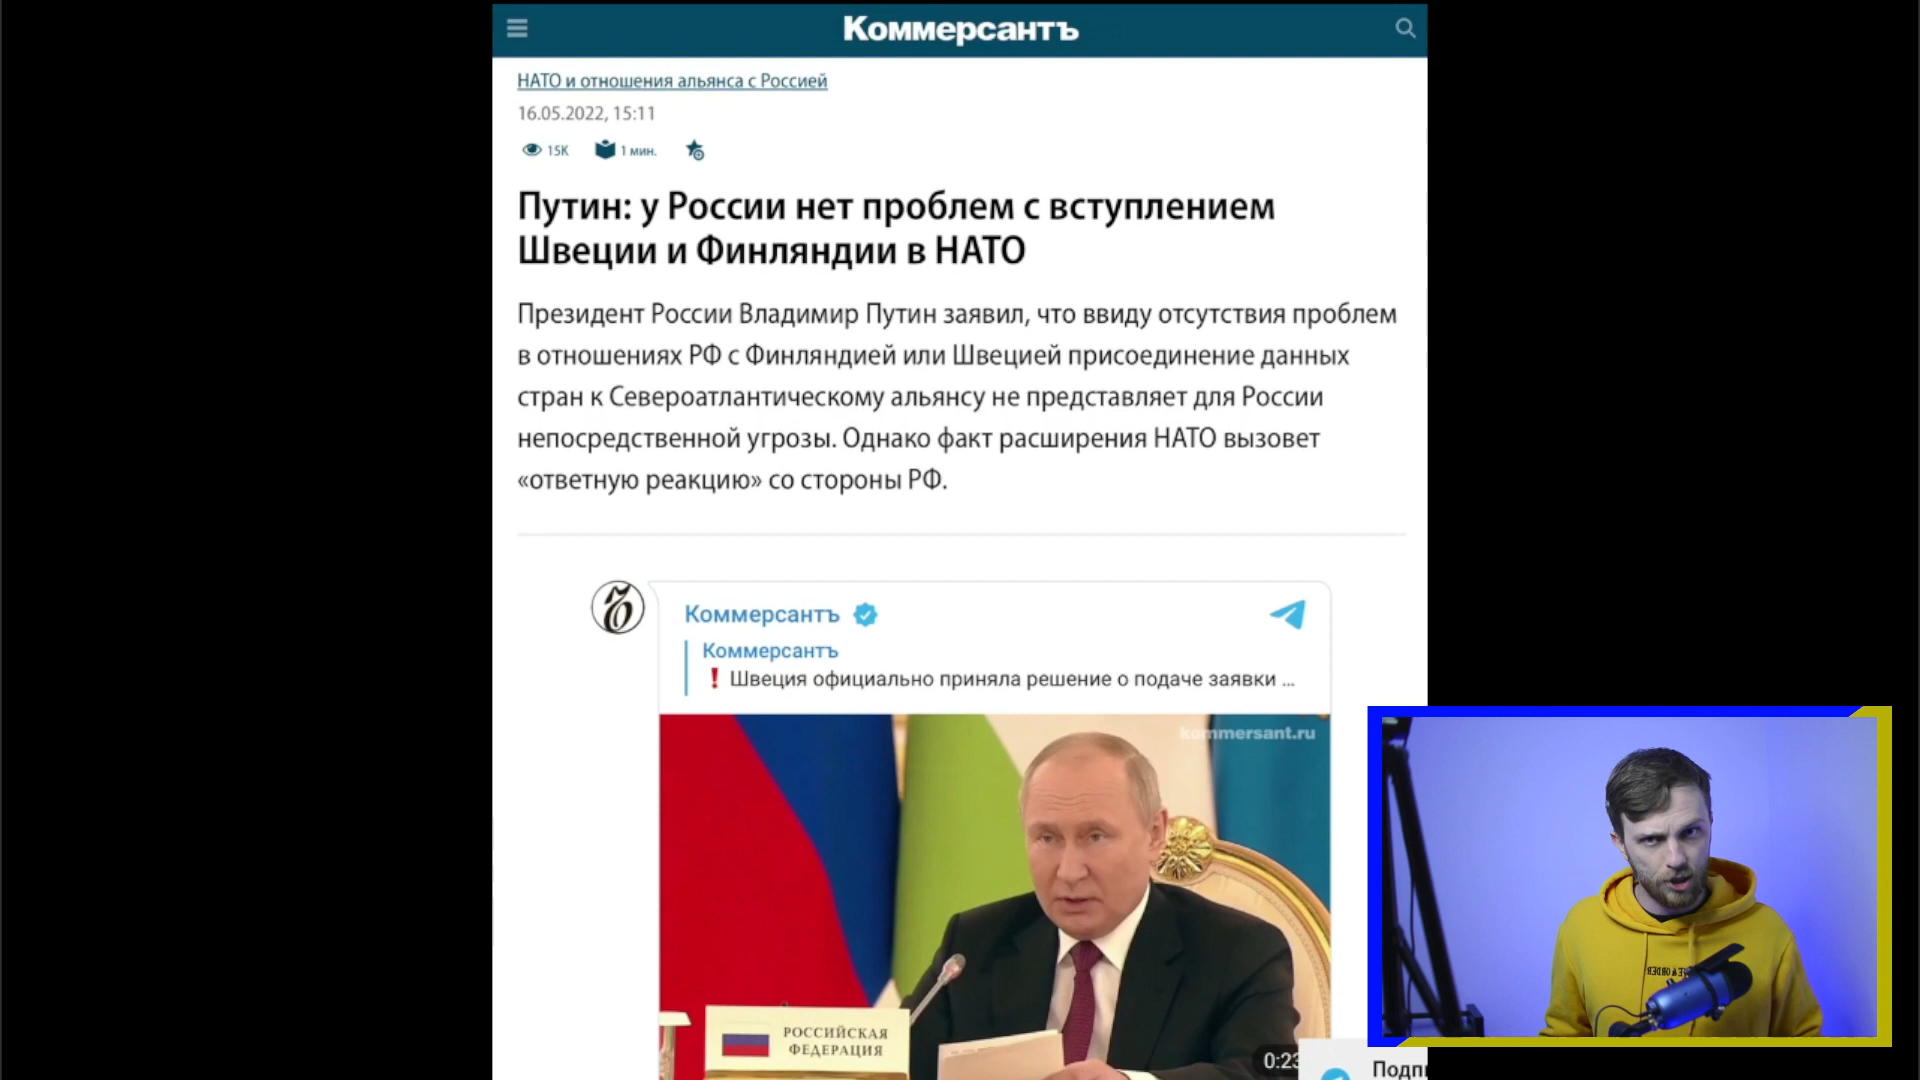 Коммерсантъ
НАТО и отношения альянса с Россией
16.05.2022, 15:11
15K 1 мин.
Путин: у России нет проблем с вступлением
Швеции и Финляндии в НАТО
Президент России Владимир Путин заявил, что ввиду отсутствия проблем
в отношениях РФ с Финляндией или Швецией присоединение данных
стран к Североатлантическому альянсу не представляет для России
непосредственной угрозы. Однако факт расширения НАТО вызовет
«ответную реакцию» со стороны РФ.
Коммерсантъ
Коммерсантъ
❗ Швеция официально приняла решение о подаче заявки ...
kommersant.ru
РОССИЙСКАЯ
ФЕДЕРАЦИЯ
0:23